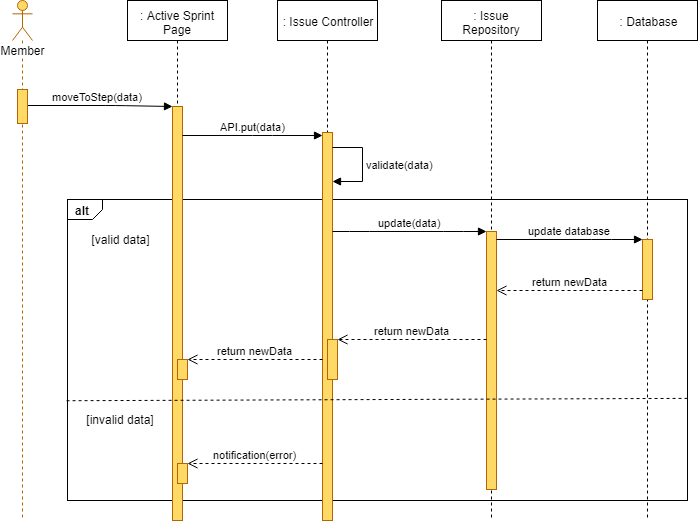 : Active Sprint
Page
: Issue Controller
: Issue
Repository
: Database
Member
moveToStep(data)
API.put(data)
validate(data)
alt
[valid data]
update(data)
update database
return newData
return newData
return newData
[invalid data]
notification(error)